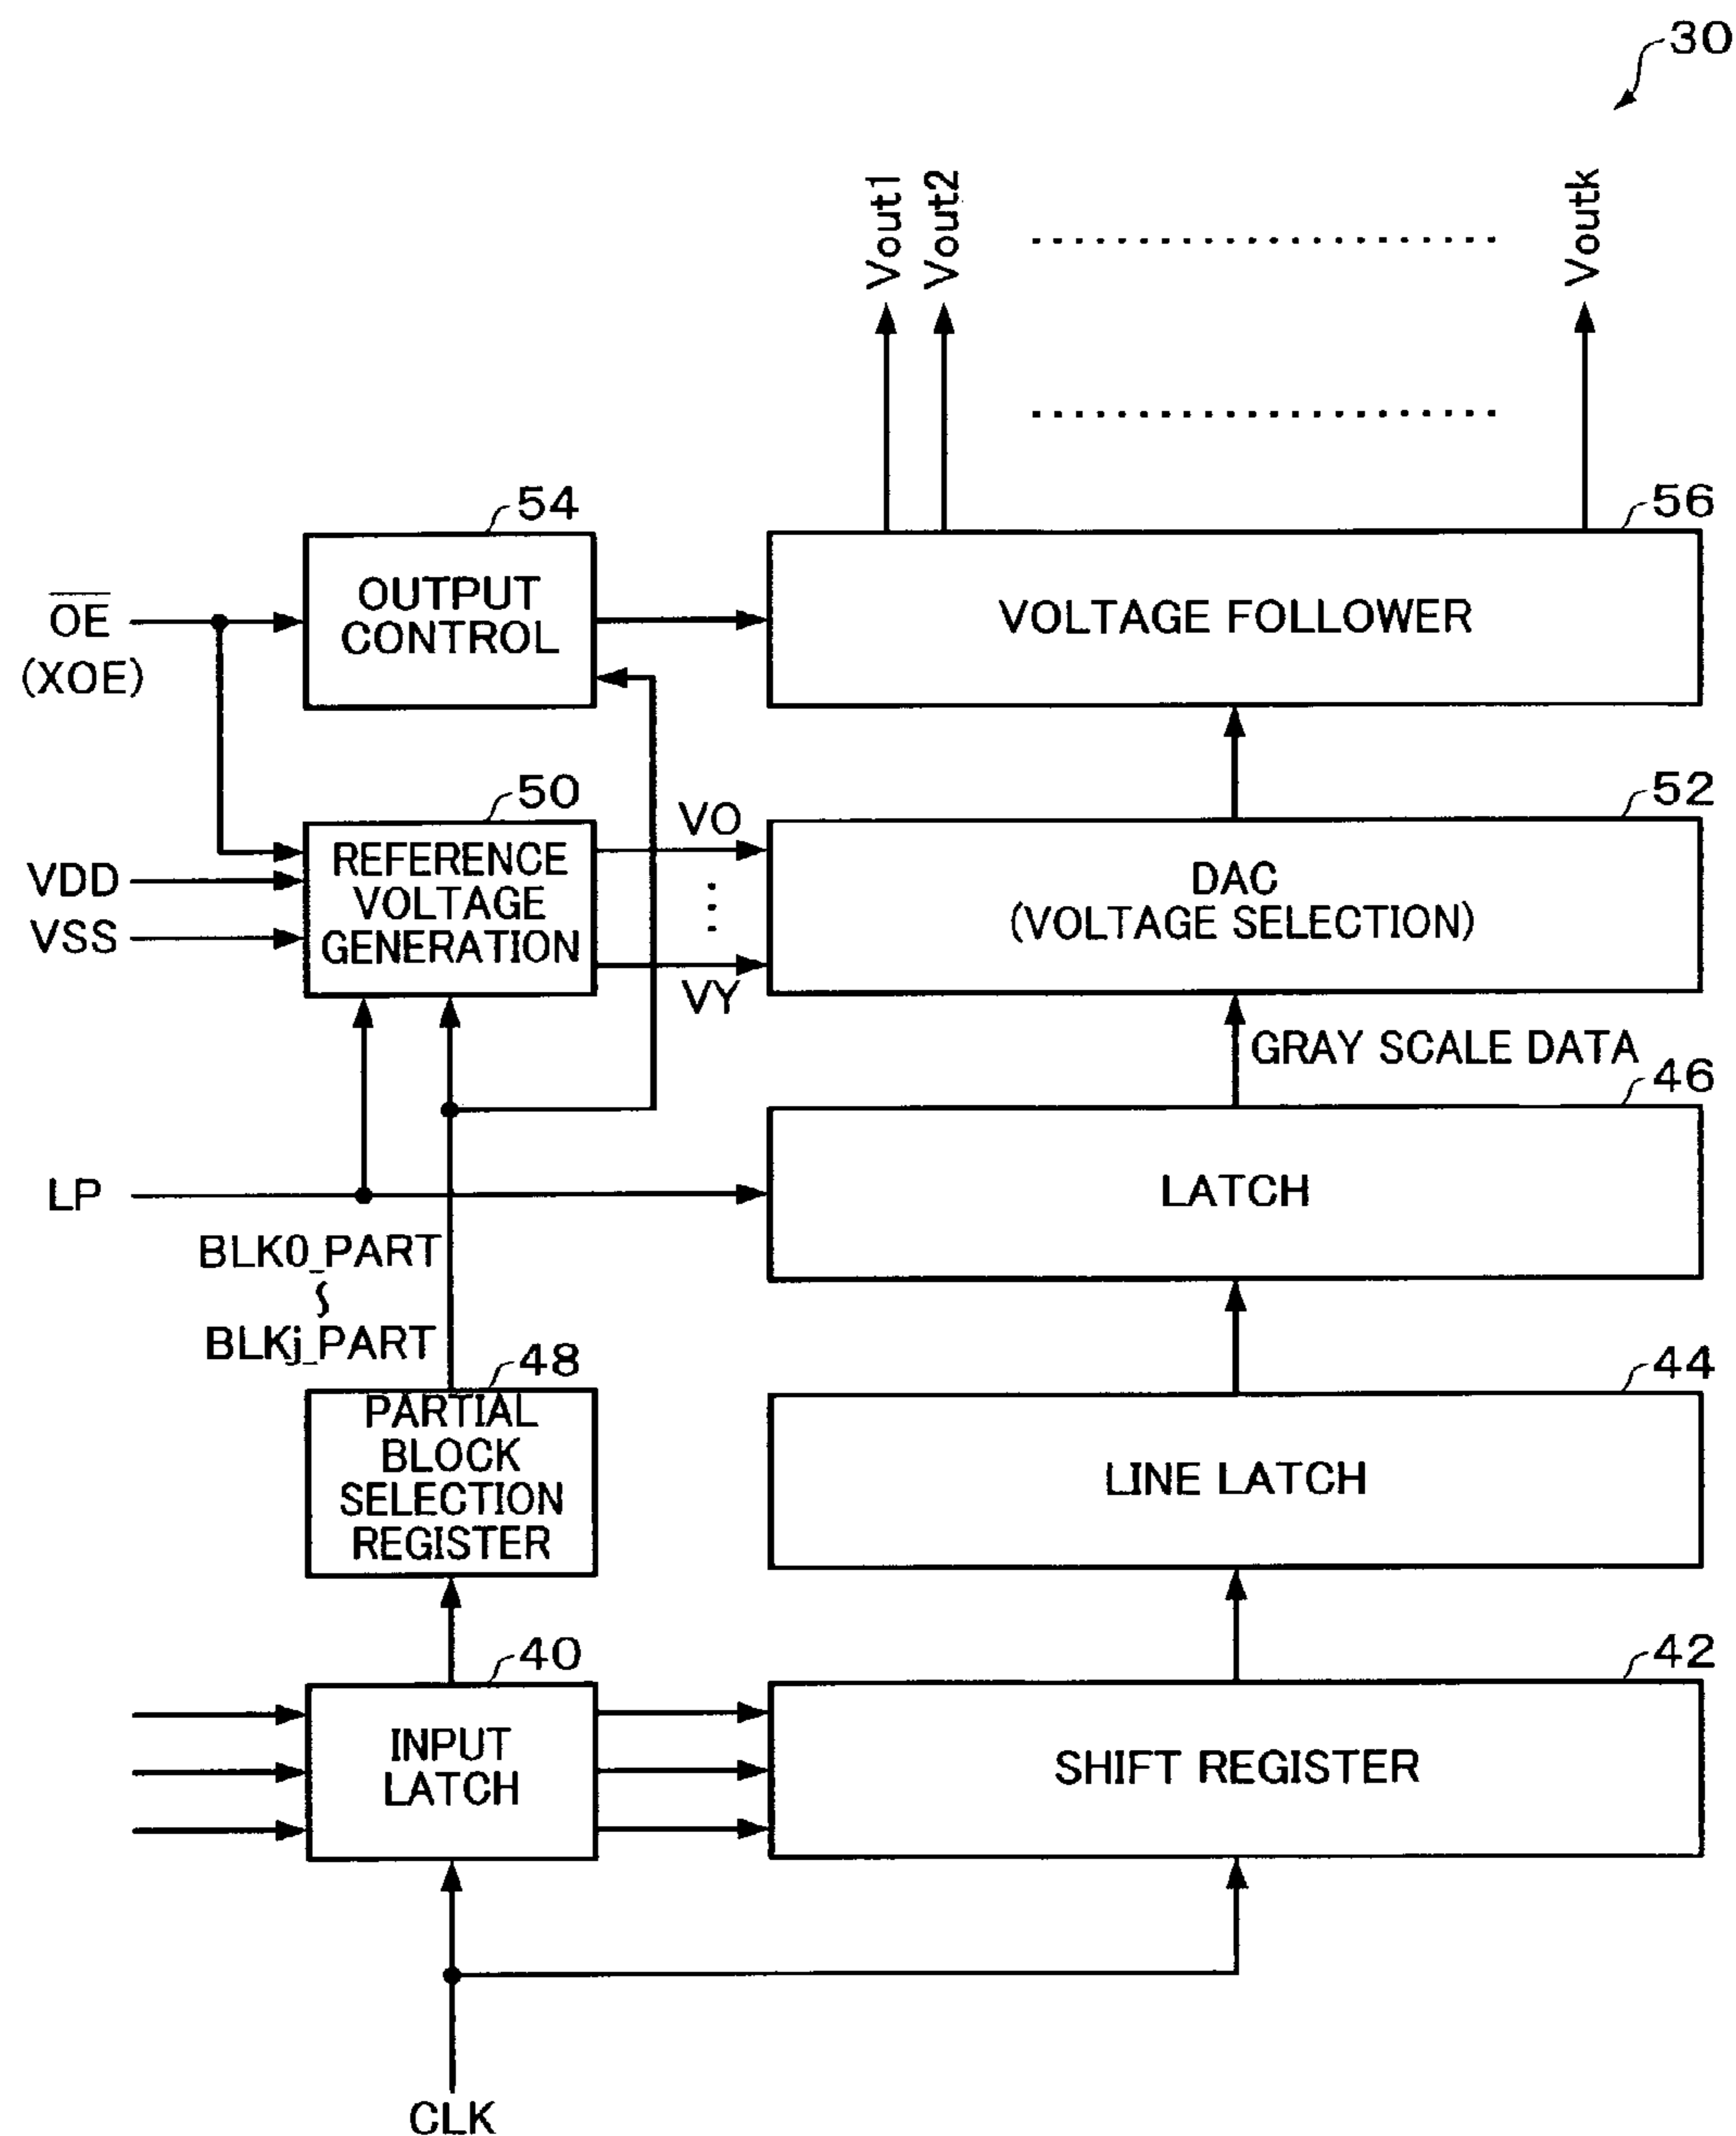 30
Vout1
Vout2
Voutk
54
56
OE
(XOE)
OUTPUT
CONTROL
VOLTAGE FOLLOWER
50
52
VDD
VSS
REFERENCE
VOLTAGE
GENERATION
V0
VY
DAC
(VOLTAGE SELECTION)
GRAY SCALE DATA
46
LP
LATCH
BLK0_PART
~
BLKj_PART
48
44
PARTIAL
BLOCK
SELECTION
REGISTER
LINE LATCH
40
42
INPUT
LATCH
SHIFT REGISTER
CLK